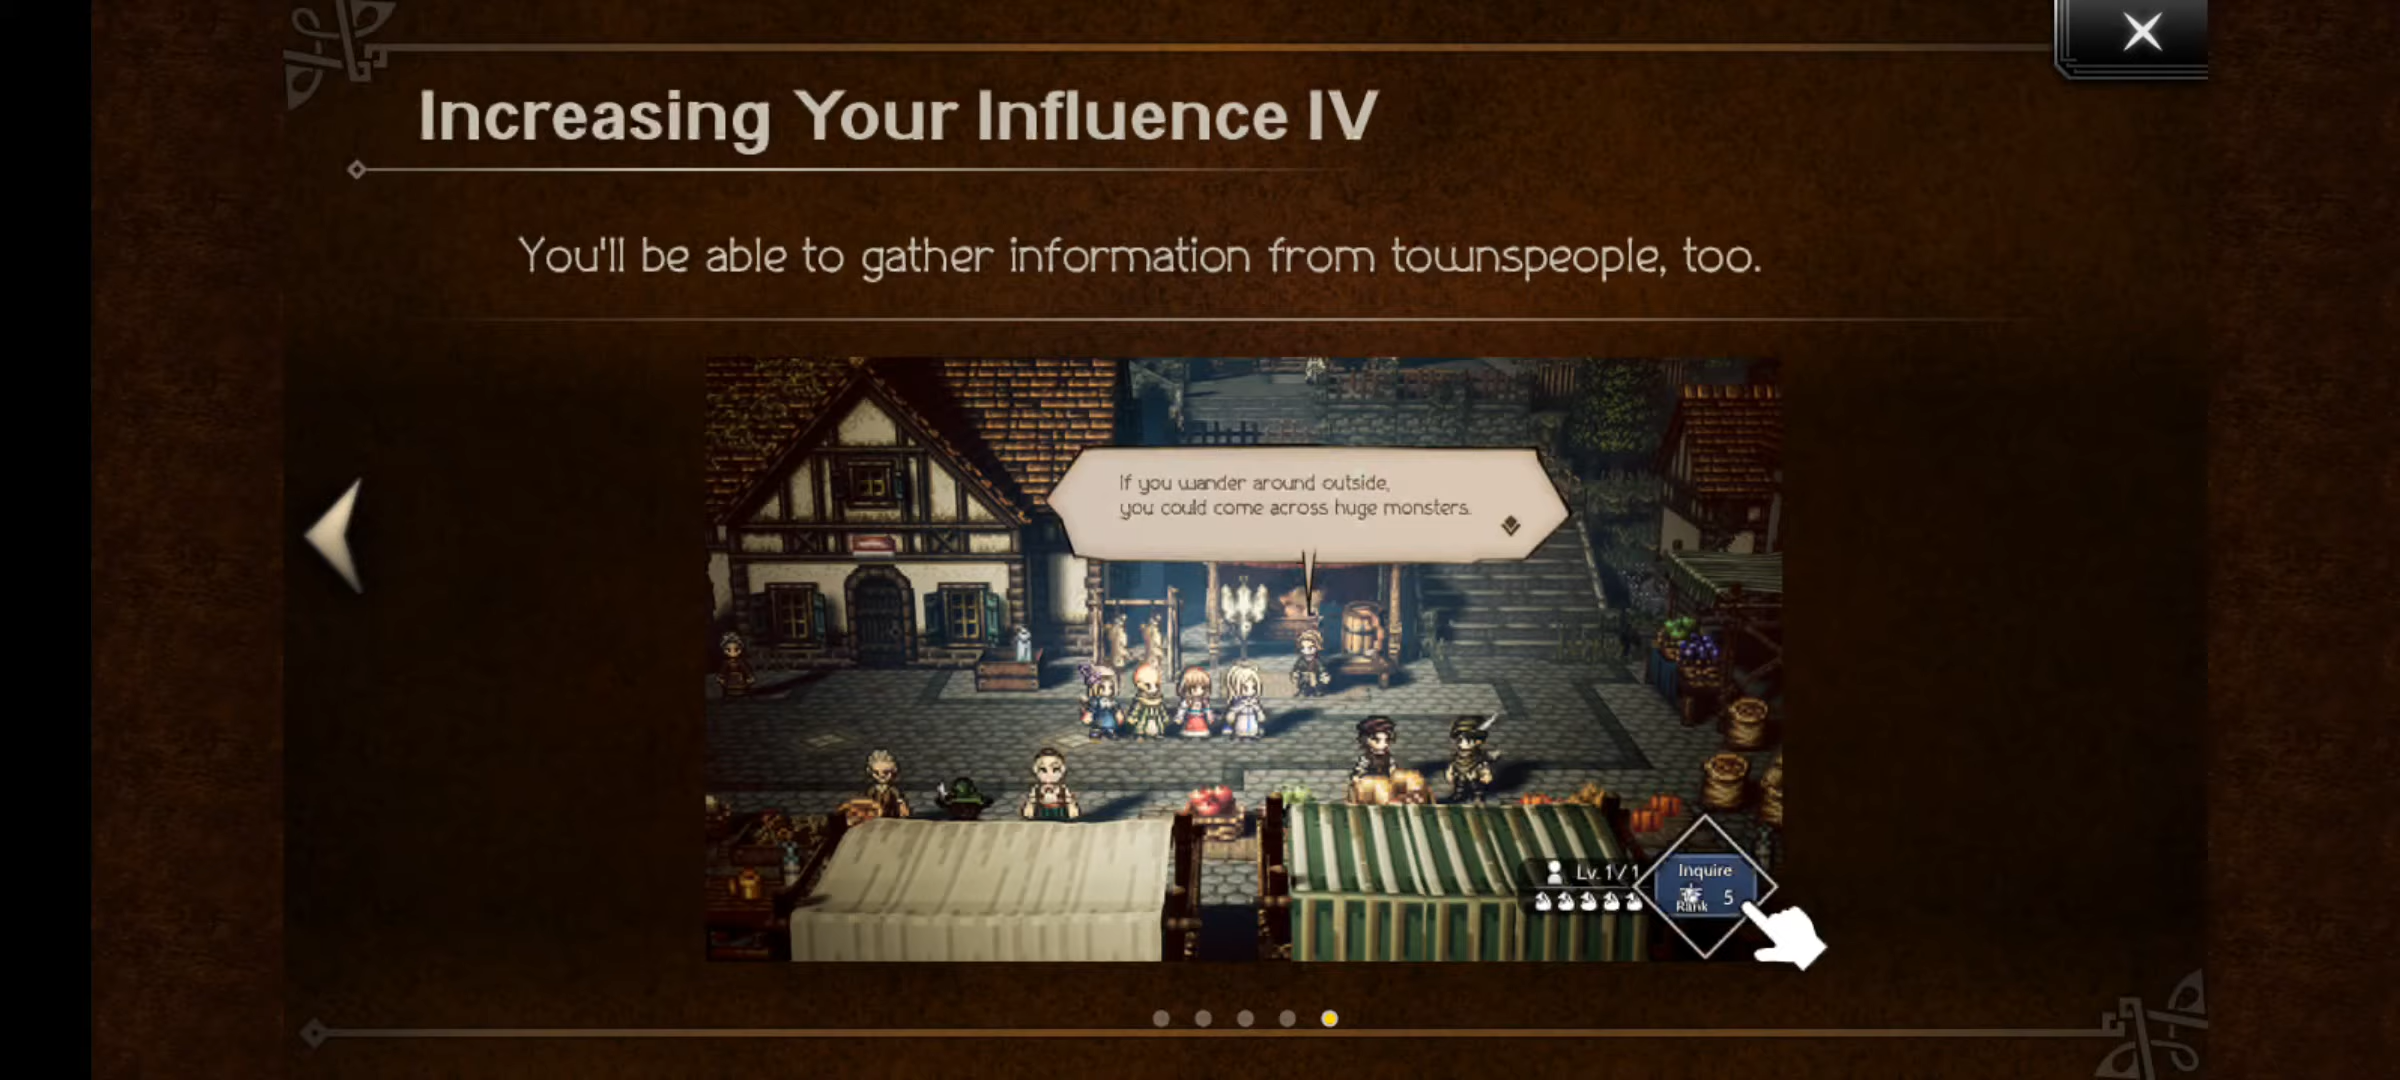 Increasing Your Influence IV
You'll be able to gather information from townspeople, too.
If you wander around outside,
you could come across huge monsters.
Lv. 1/1
Inquire
Rank 5